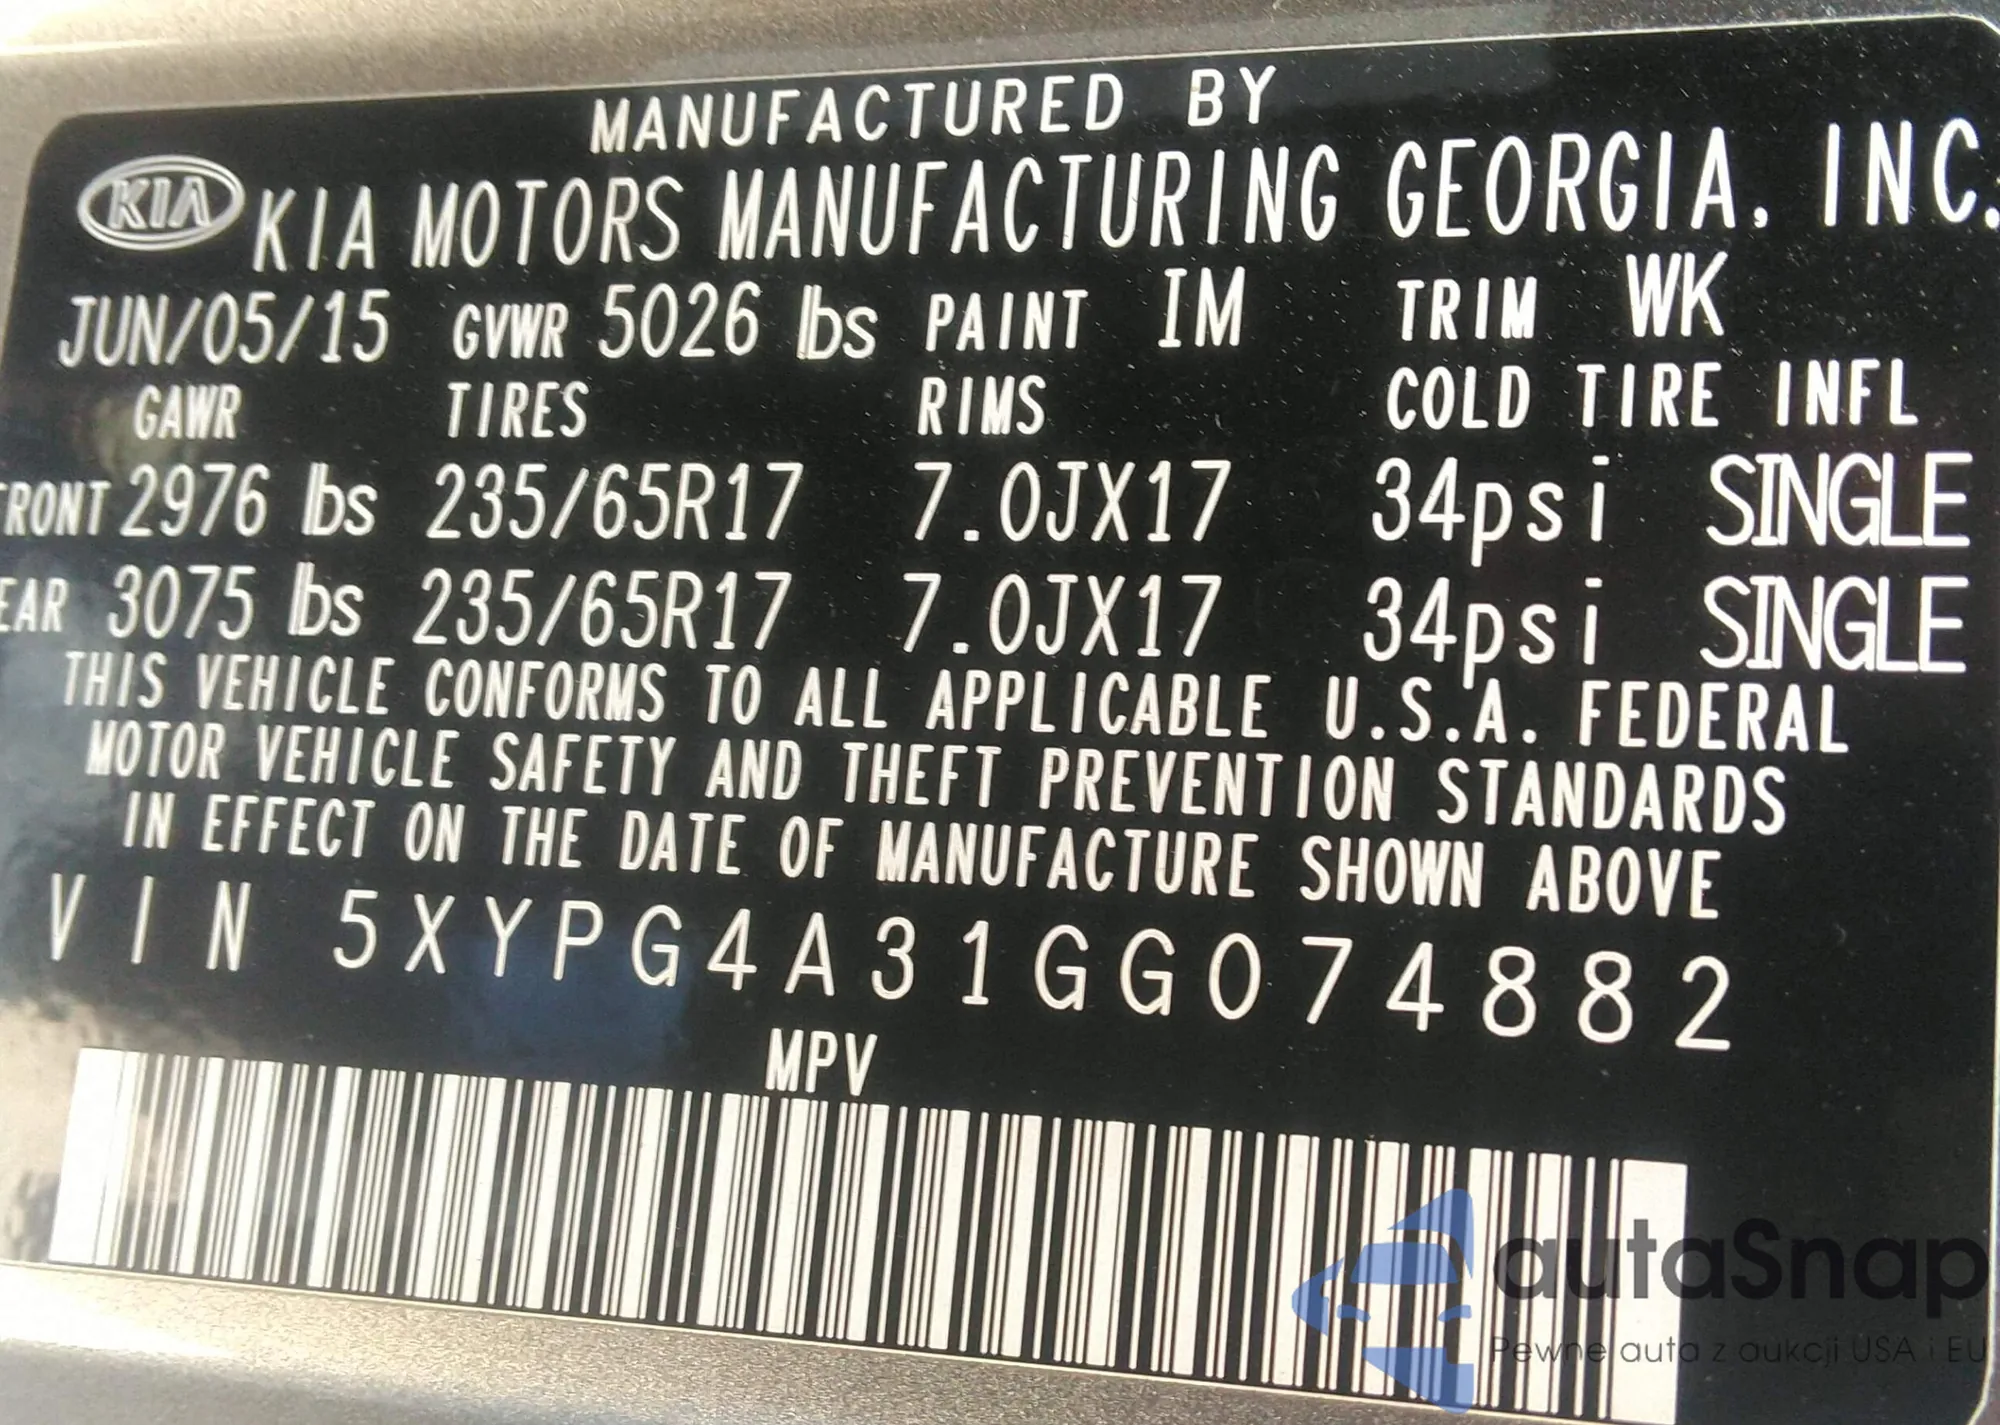 MANUFACTURED BY
KIA KIA MOTORS MANUFACTURING GEORGIA, INC.
JUN/05/15 GVWR 5026 lbs PAINT IM TRIM WK
GAWR TIRES RIMS COLD TIRE INFL
FRONT 2976 lbs 235/65R17 7.0JX17 34psi SINGLE
EAR 3075 lbs 235/65R17 7.0JX17 34psi SINGLE
THIS VEHICLE CONFORMS TO ALL APPLICABLE U.S.A. FEDERAL
MOTOR VEHICLE SAFETY AND THEFT PREVENTION STANDARDS
IN EFFECT ON THE DATE OF MANUFACTURE SHOWN ABOVE
VIN 5XYPG4A31GG074882
MPV
autaSnap
Pewne auta z aukcji USA i EU